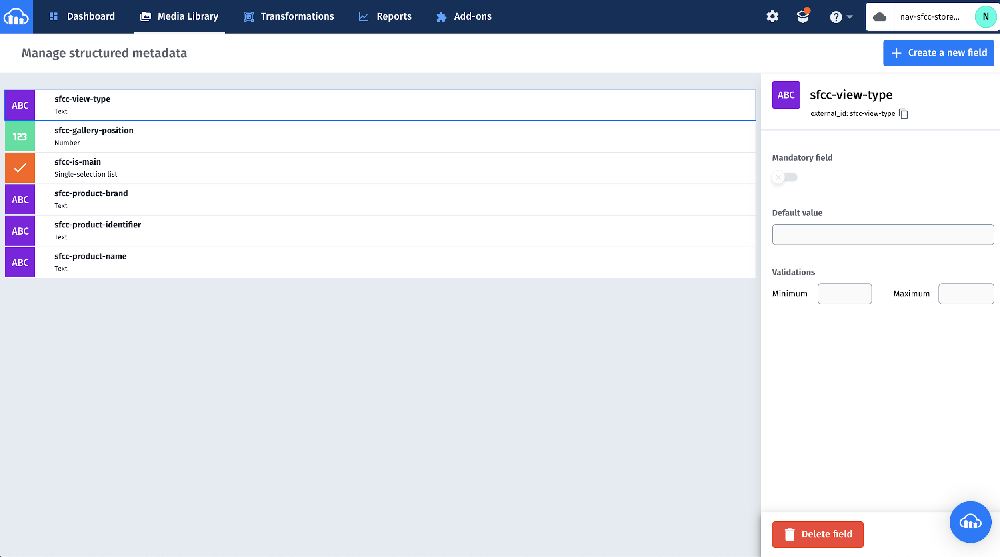 Dashboard
Media Library
Transformations
Reports
Add-ons
?
nav-sfcc-store...
N
Manage structured metadata
Create a new field
ABC
sfcc-view-type
Text
123
sfcc-gallery-position
Number
sfcc-is-main
Single-selection list
ABC
sfcc-product-brand
Text
ABC
sfcc-product-identifier
Text
ABC
sfcc-product-name
Text
ABC
sfcc-view-type
external_id: sfcc-view-type
Mandatory field
Default value
Validations
Minimum
Maximum
Delete field